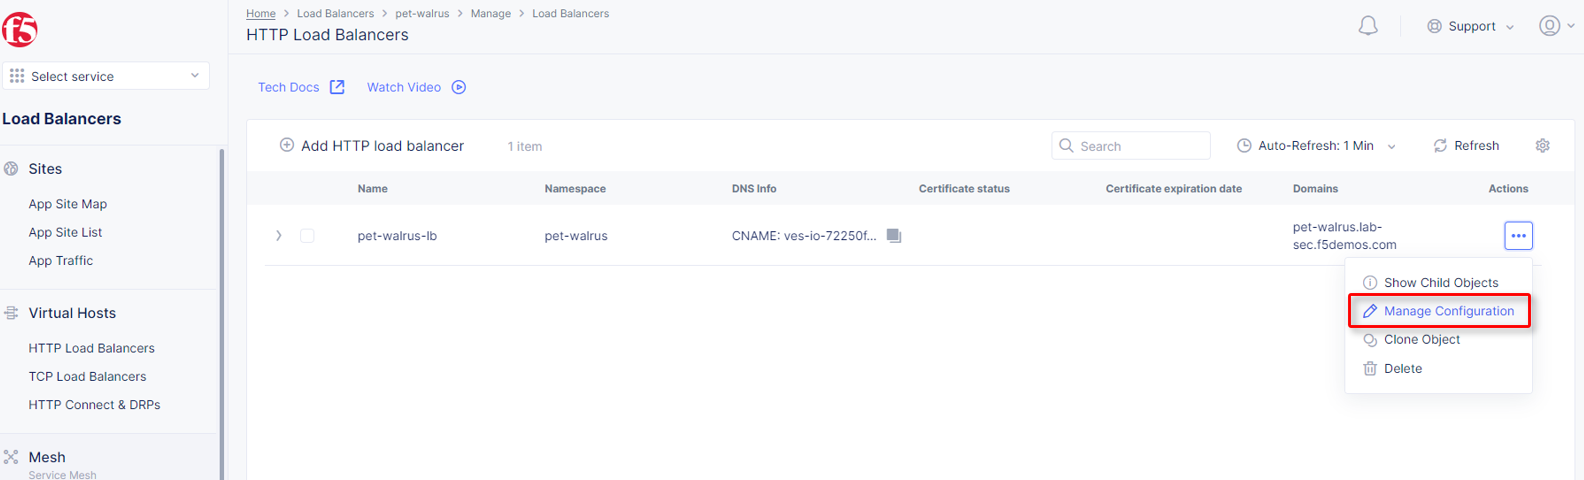 f5
Home > Load Balancers > pet-walrus > Manage > Load Balancers
HTTP Load Balancers
Support
Select service
Tech Docs
Watch Video
Load Balancers
Add HTTP load balancer
1 item
Search
Auto-Refresh: 1 Min
Refresh
Sites
App Site Map
App Site List
App Traffic
Virtual Hosts
HTTP Load Balancers
TCP Load Balancers
HTTP Connect & DRPs
Mesh
Service Mesh
Name Namespace DNS Info Certificate status Certificate expiration date Domains Actions
pet-walrus-lb pet-walrus CNAME: ves-io-72250f... pet-walrus.lab-
sec.f5demos.com
Show Child Objects
Manage Configuration
Clone Object
Delete